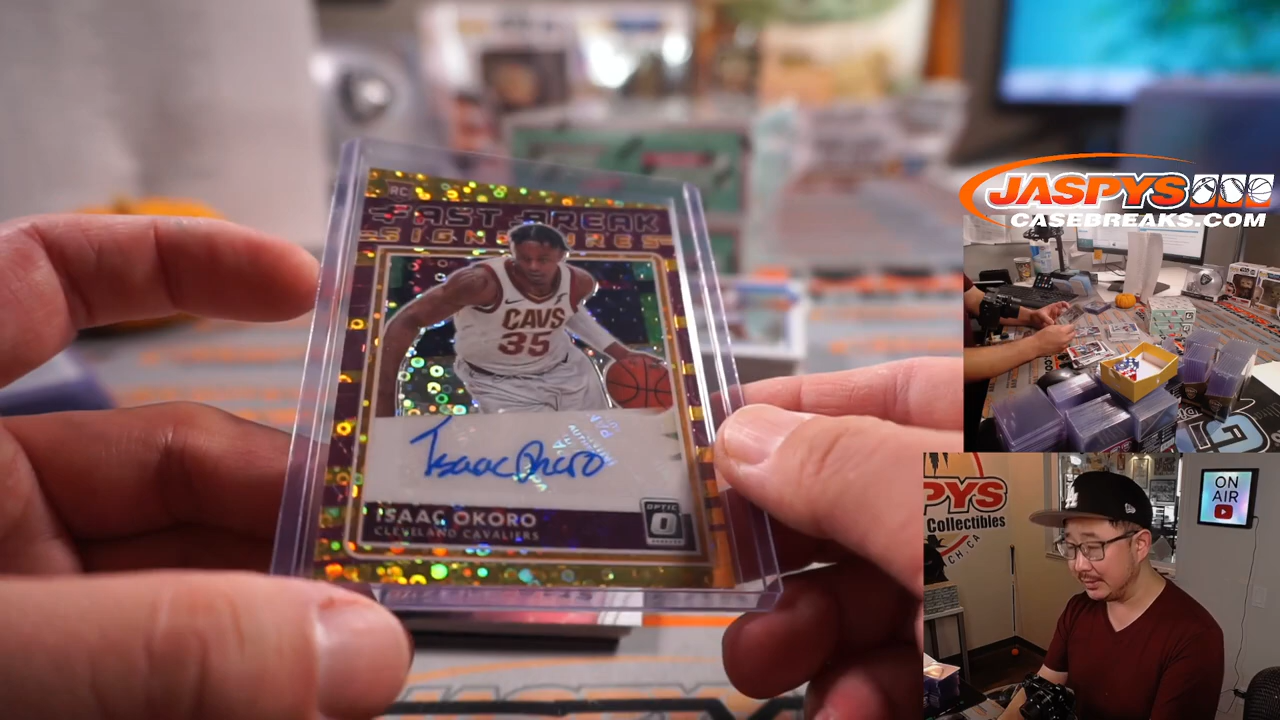 RC
FAST BREAK
SIGNATURES
CAVS
35
Isaac Okoro
ISAAC OKORO
CLEVELAND CAVALIERS
OPTIC
JASPYS
CASEBREAKS.COM
PYS
Collectibles
ON
AIR